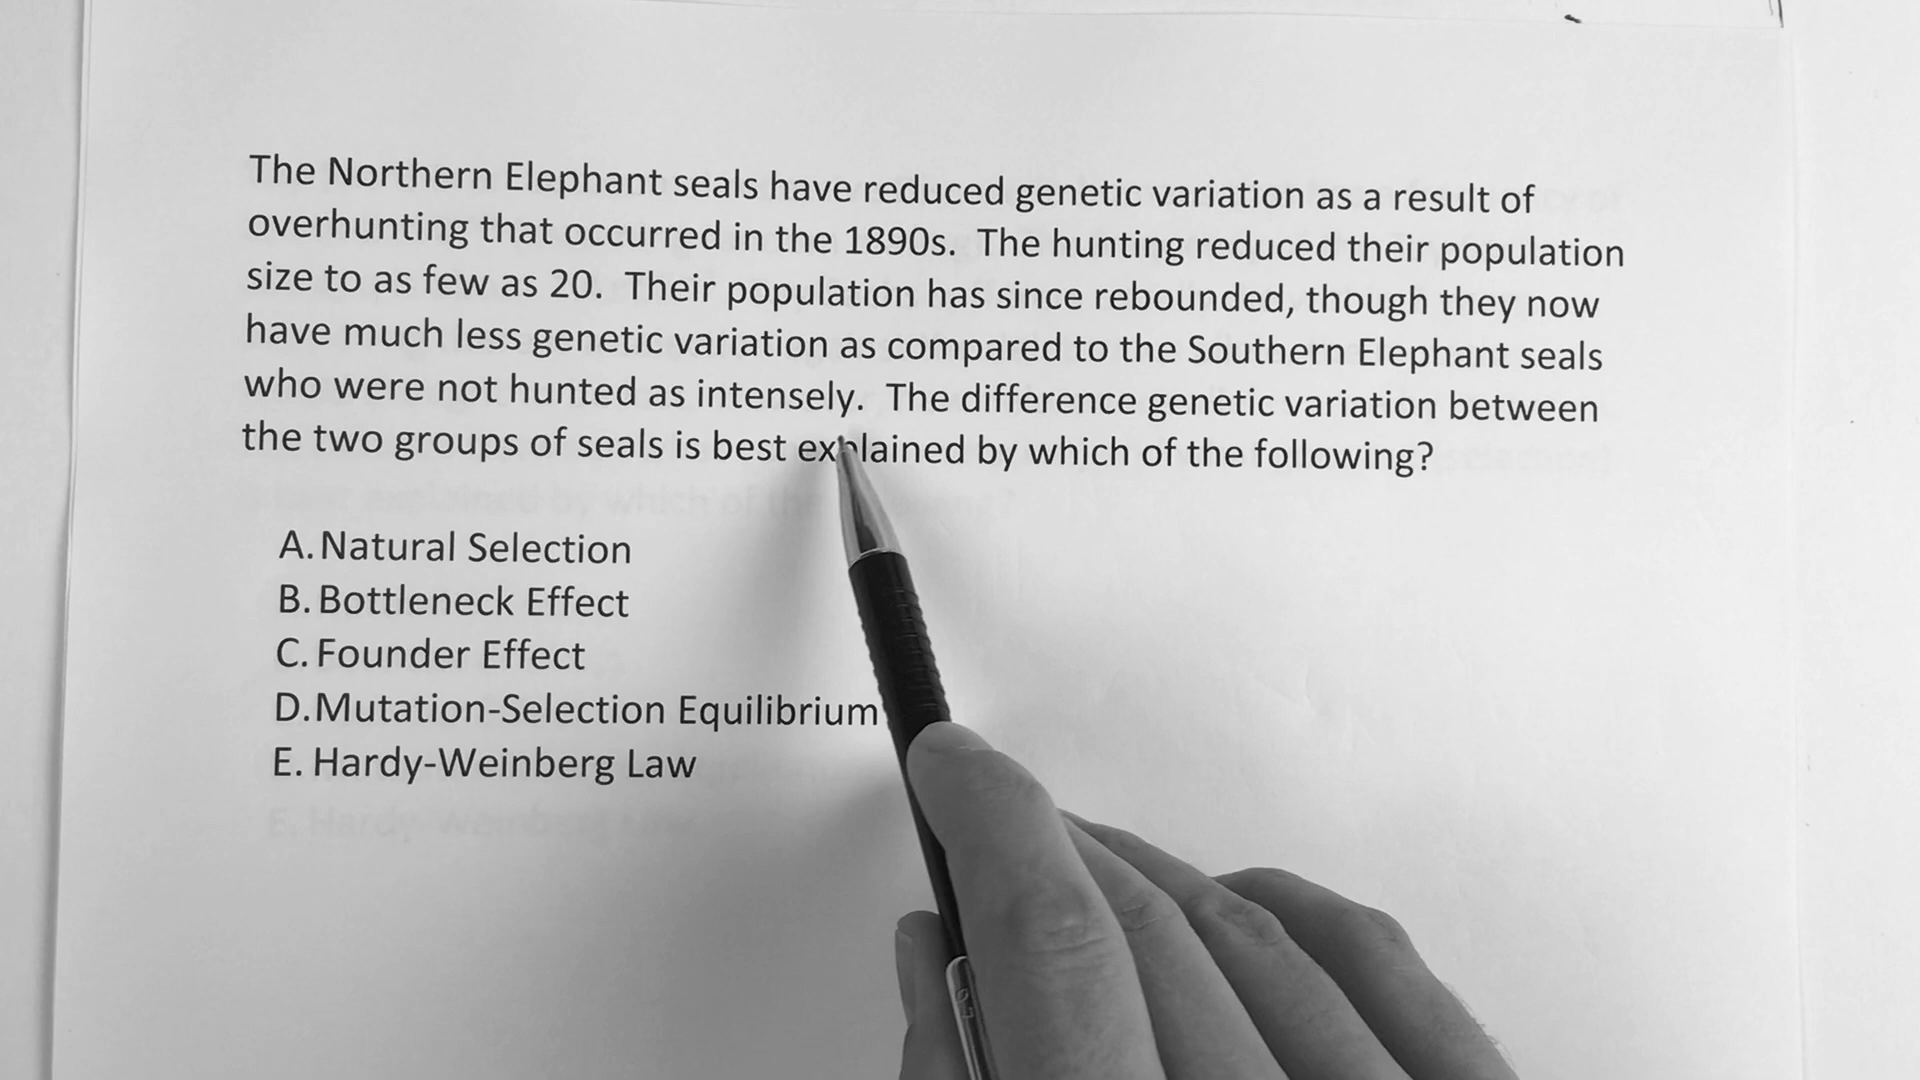 The Northern Elephant seals have reduced genetic variation as a result of
overhunting that occurred in the 1890s. The hunting reduced their population
size to as few as 20. Their population has since rebounded, though they now
have much less genetic variation as compared to the Southern Elephant seals
who were not hunted as intensely. The difference genetic variation between
the two groups of seals is best explained by which of the following?
A. Natural Selection
B. Bottleneck Effect
C. Founder Effect
D. Mutation-Selection Equilibrium
E. Hardy-Weinberg Law